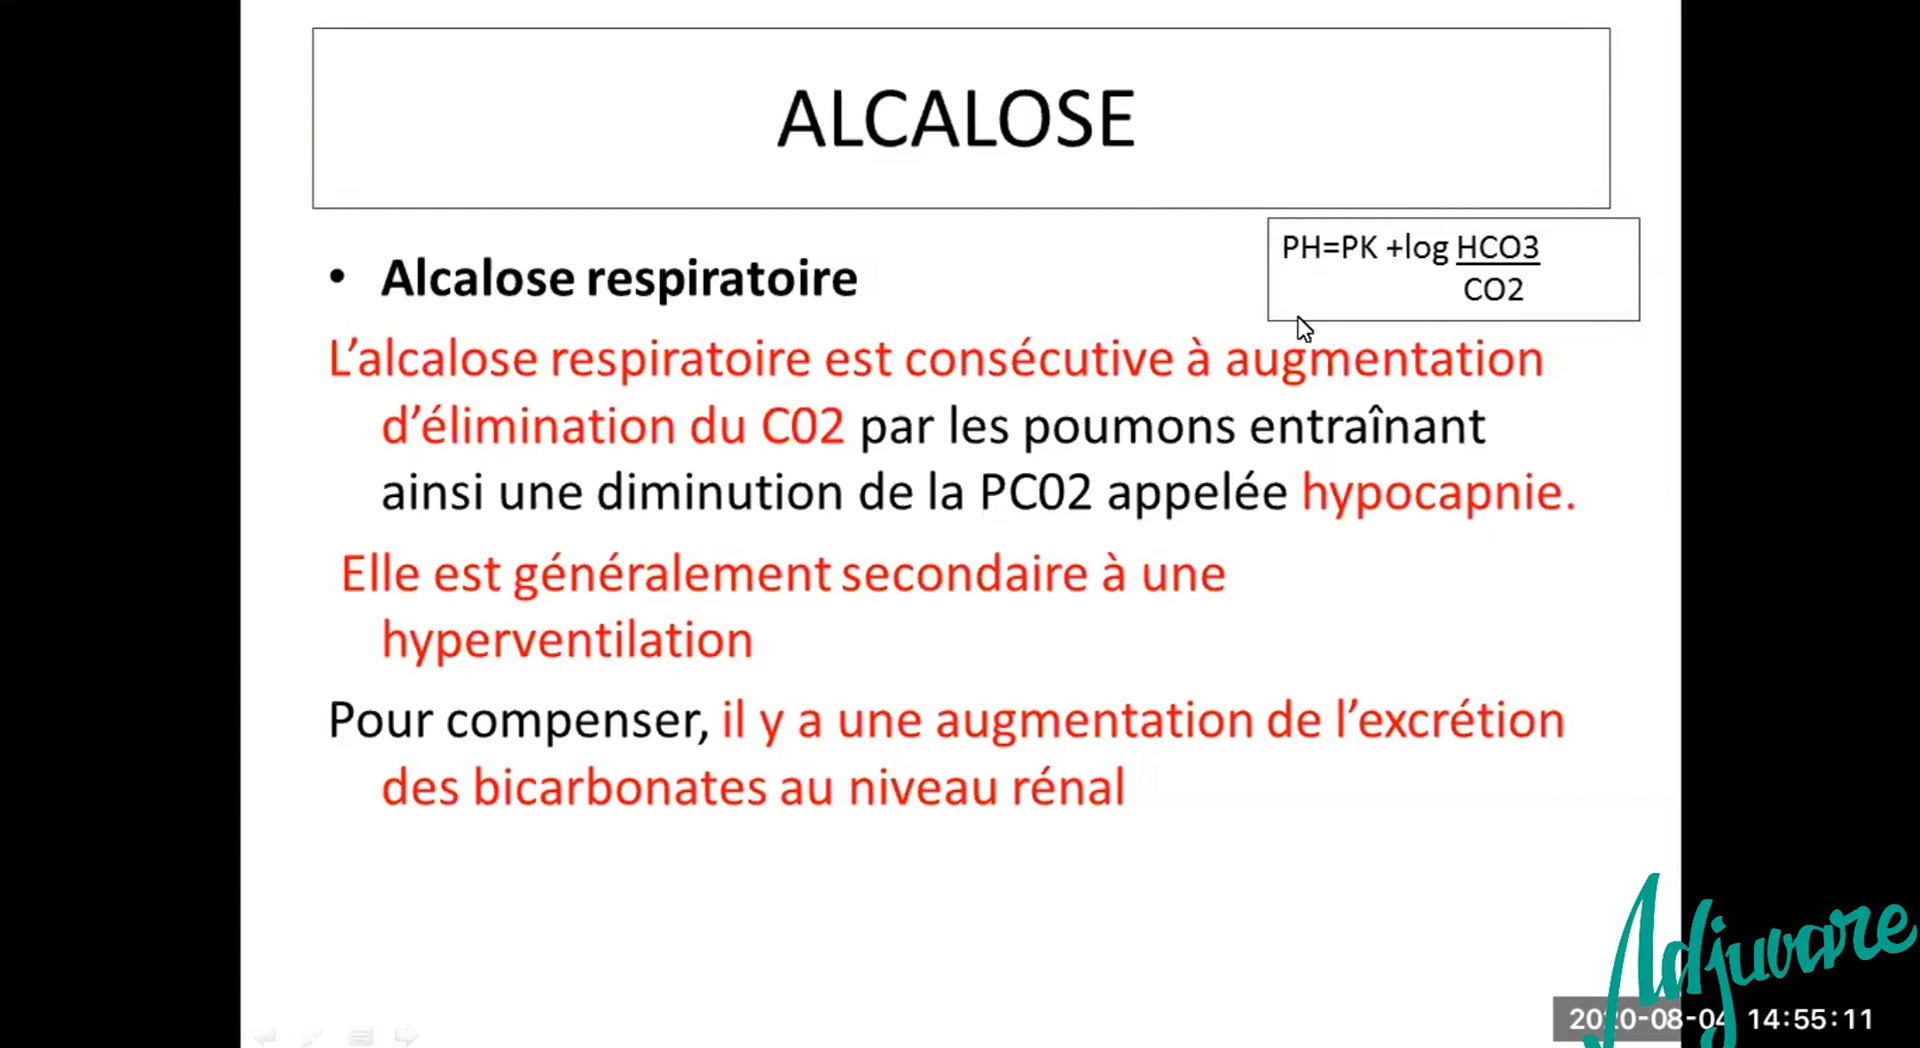 ALCALOSE
PH=PK +log HCO3
CO2
• Alcalose respiratoire
L’alcalose respiratoire est consécutive à augmentation
d’élimination du C02 par les poumons entraînant
ainsi une diminution de la PC02 appelée hypocapnie.
Elle est généralement secondaire à une
hyperventilation
Pour compenser, il y a une augmentation de l’excrétion
des bicarbonates au niveau rénal
Adjuvare
2020-08-04 14:55:11